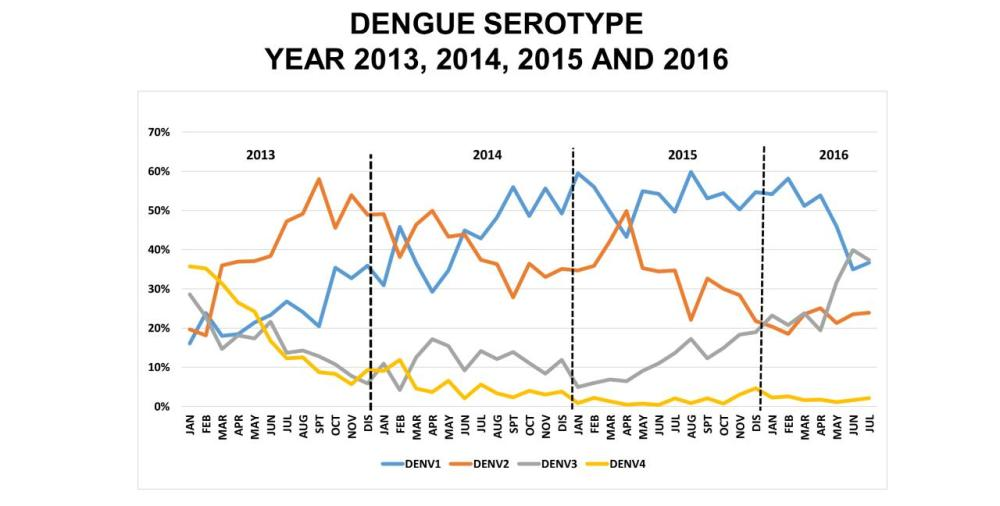 DENGUE SEROTYPE
YEAR 2013, 2014, 2015 AND 2016
70%
2013 2014 2015 2016
60%
50%
40%
30%
20%
10%
0%
JAN FEB MAR APR MAY JUN JUL AUG SPT OCT NOV DIS JAN FEB MAR APR MAY JUN JUL AUG SPT OCT NOV DIS JAN FEB MAR APR MAY JUN JUL AUG SPT OCT NOV DIS JAN FEB MAR APR MAY JUN JUL
DENV1 DENV2 DENV3 DENV4